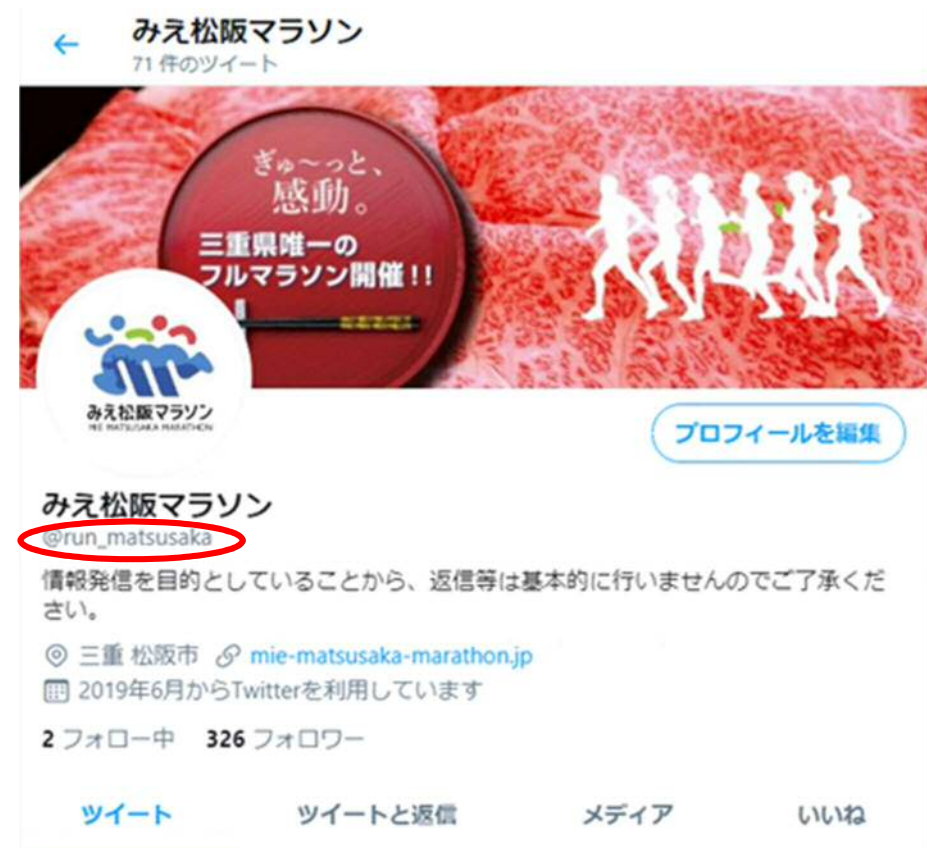 みえ松阪マラソン
71 件のツイート
ぎゅ〜っと、
感動。
三重県唯一の
フルマラソン開催!!
みえ松阪マラソン
MIE MATSUSAKA MARATHON
プロフィールを編集
みえ松阪マラソン
@run_matsusaka
情報発信を目的としていることから、返信等は基本的に行いませんのでご了承くだ
さい。
三重 松阪市 mie-matsusaka-marathon.jp
2019年6月からTwitterを利用しています
2 フォロー中 326 フォロワー
ツイート ツイートと返信 メディア いいね